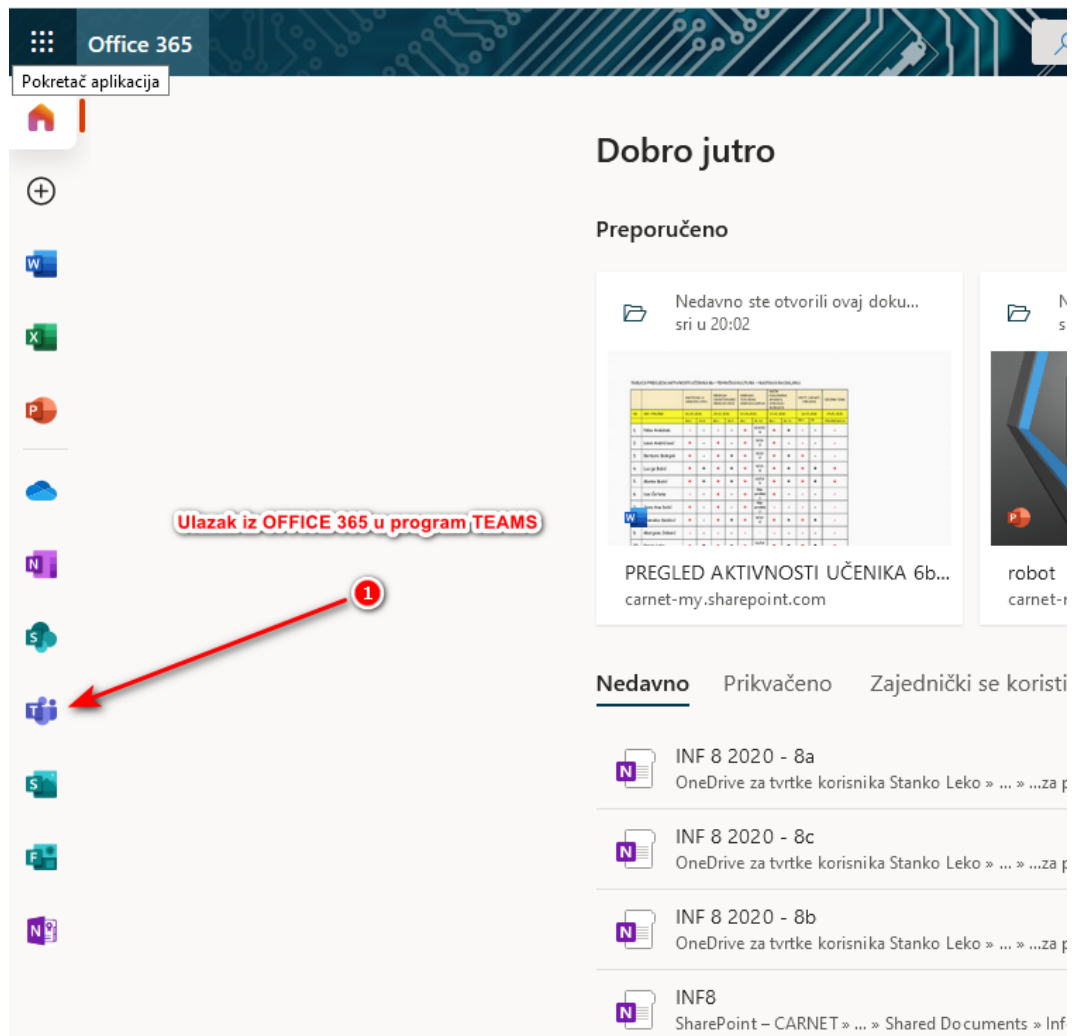 Office 365
Pokretač aplikacija
Dobro jutro
Preporučeno
Nedavno ste otvorili ovaj doku...
sri u 20:02
PREGLED AKTIVNOSTI UČENIKA 6b...
carnet-my.sharepoint.com
robot
Ulazak iz OFFICE 365 u program TEAMS
1
Nedavno
Prikvačeno
Zajednički se koristi
INF 8 2020 - 8a
OneDrive za tvrtke korisnika Stanko Leko » ... » ...za p
INF 8 2020 - 8c
OneDrive za tvrtke korisnika Stanko Leko » ... » ...za p
INF 8 2020 - 8b
OneDrive za tvrtke korisnika Stanko Leko » ... » ...za p
INF8
SharePoint – CARNET » ... » Shared Documents » Inf